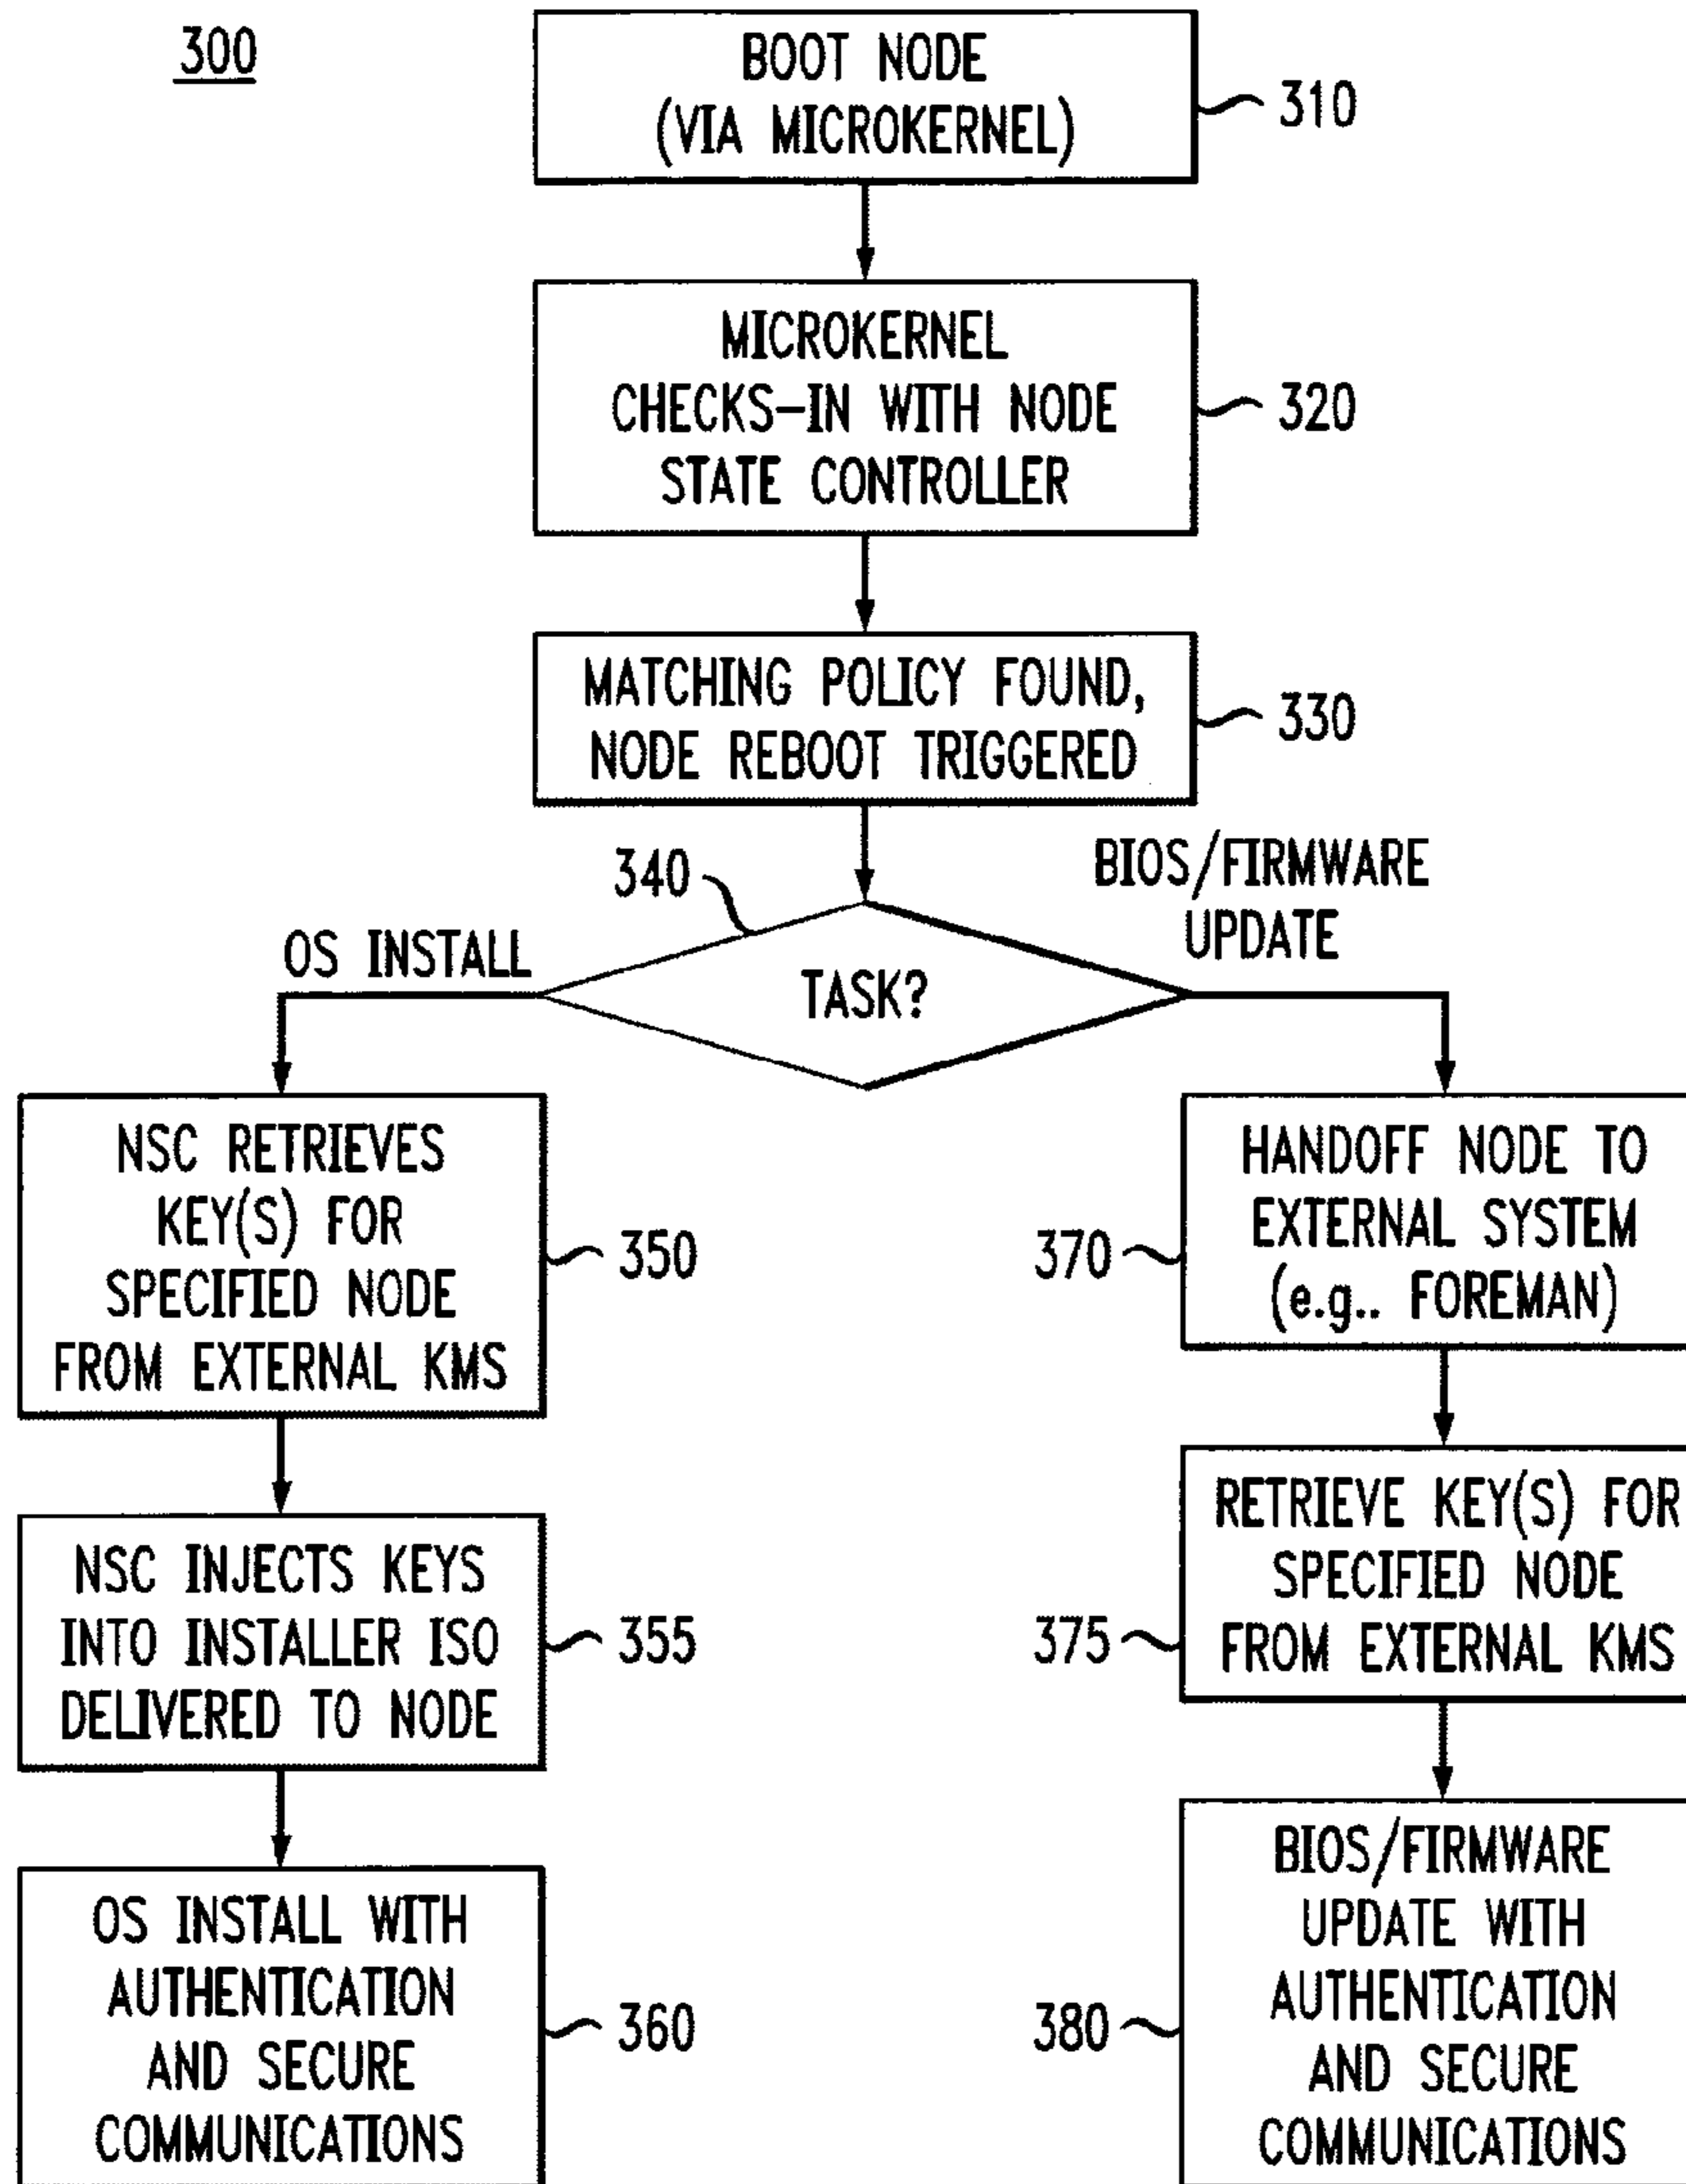 300
BOOT NODE
(VIA MICROKERNEL)
310
MICROKERNEL
CHECKS-IN WITH NODE
STATE CONTROLLER
320
MATCHING POLICY FOUND,
NODE REBOOT TRIGGERED
330
340
BIOS/FIRMWARE
UPDATE
OS INSTALL
TASK?
NSC RETRIEVES
KEY(S) FOR
SPECIFIED NODE
FROM EXTERNAL KMS
350
HANDOFF NODE TO
EXTERNAL SYSTEM
(e.g.. FOREMAN)
370
NSC INJECTS KEYS
INTO INSTALLER ISO
DELIVERED TO NODE
355
RETRIEVE KEY(S) FOR
SPECIFIED NODE
FROM EXTERNAL KMS
375
OS INSTALL WITH
AUTHENTICATION
AND SECURE
COMMUNICATIONS
360
BIOS/FIRMWARE
UPDATE WITH
AUTHENTICATION
AND SECURE
COMMUNICATIONS
380